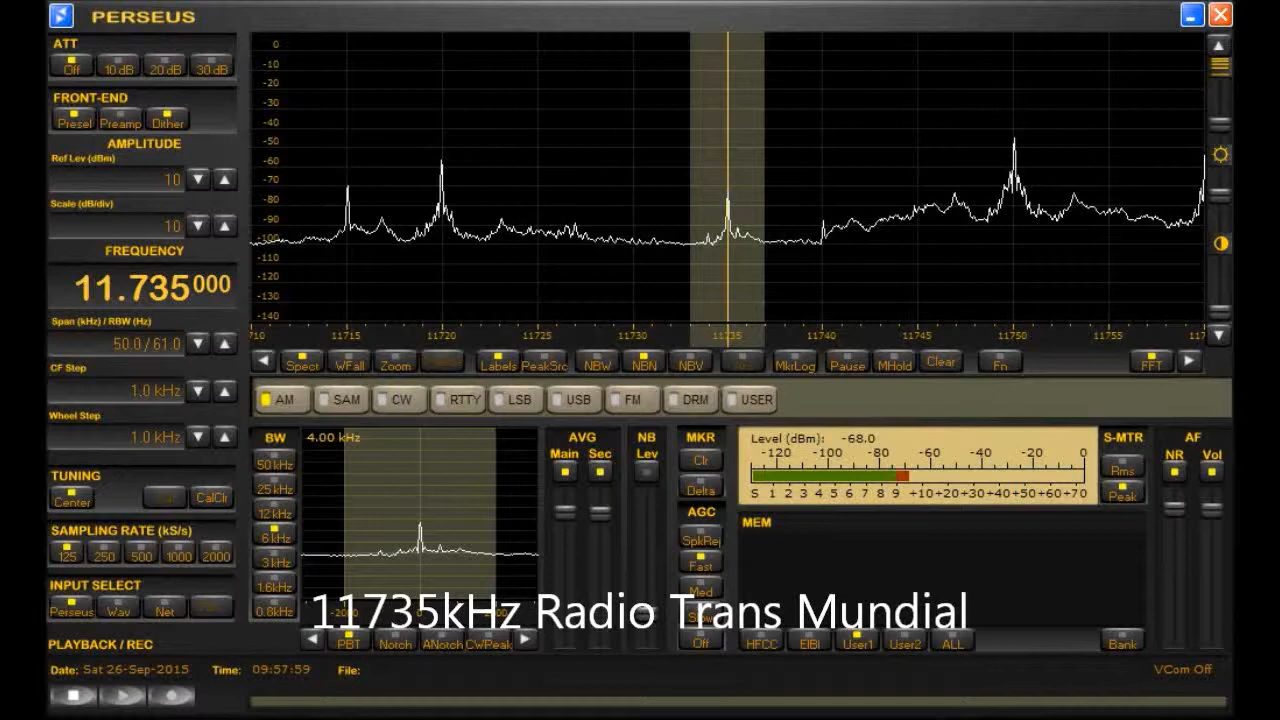 PERSEUS
ATT
Off 10 dB 20 dB 30 dB
FRONT-END
Presel Preamp Dither
AMPLITUDE
Ref Lev (dBm)
10
Scale (dB/div)
10
FREQUENCY
11.735000
Span (kHz) / RBW (Hz)
50.0 / 61.0
CF Step
1.0 kHz
Wheel Step
1.0 kHz
TUNING
Center CalClr
SAMPLING RATE (kS/s)
125 250 500 1000 2000
INPUT SELECT
Perseus Wav Net
PLAYBACK / REC
Date: Sat 26-Sep-2015 Time: 09:57:59 File:
0
-10
-20
-30
-40
-50
-60
-70
-80
-90
-100
-110
-120
-130
-140
710 11715 11720 11725 11730 11735 11740 11745 11750 11755 117
Spect WFall Zoom Labels PeakSrc NBW NBN NBV MkrLog Pause MHold Clear Fn FFT
AM SAM CW RTTY LSB USB FM DRM USER
BW
50 kHz
25 kHz
12 kHz
6 kHz
3 kHz
1.6kHz
0.8kHz
4.00 kHz
PBT Notch ANotch CWPeak
AVG
Main Sec
NB
Lev
MKR
Clr
Delta
AGC
SpkRej
Fast
Med
Slow
Off
Level (dBm): -68.0
-120 -100 -80 -60 -40 -20 0
S 1 2 3 4 5 6 7 8 9 +10+20+30+40+50+60+70
S-MTR
Rms
Peak
AF
NR Vol
MEM
11735kHz Radio Trans Mundial
HFCC EIBI User1 User2 ALL Bank
VCom Off